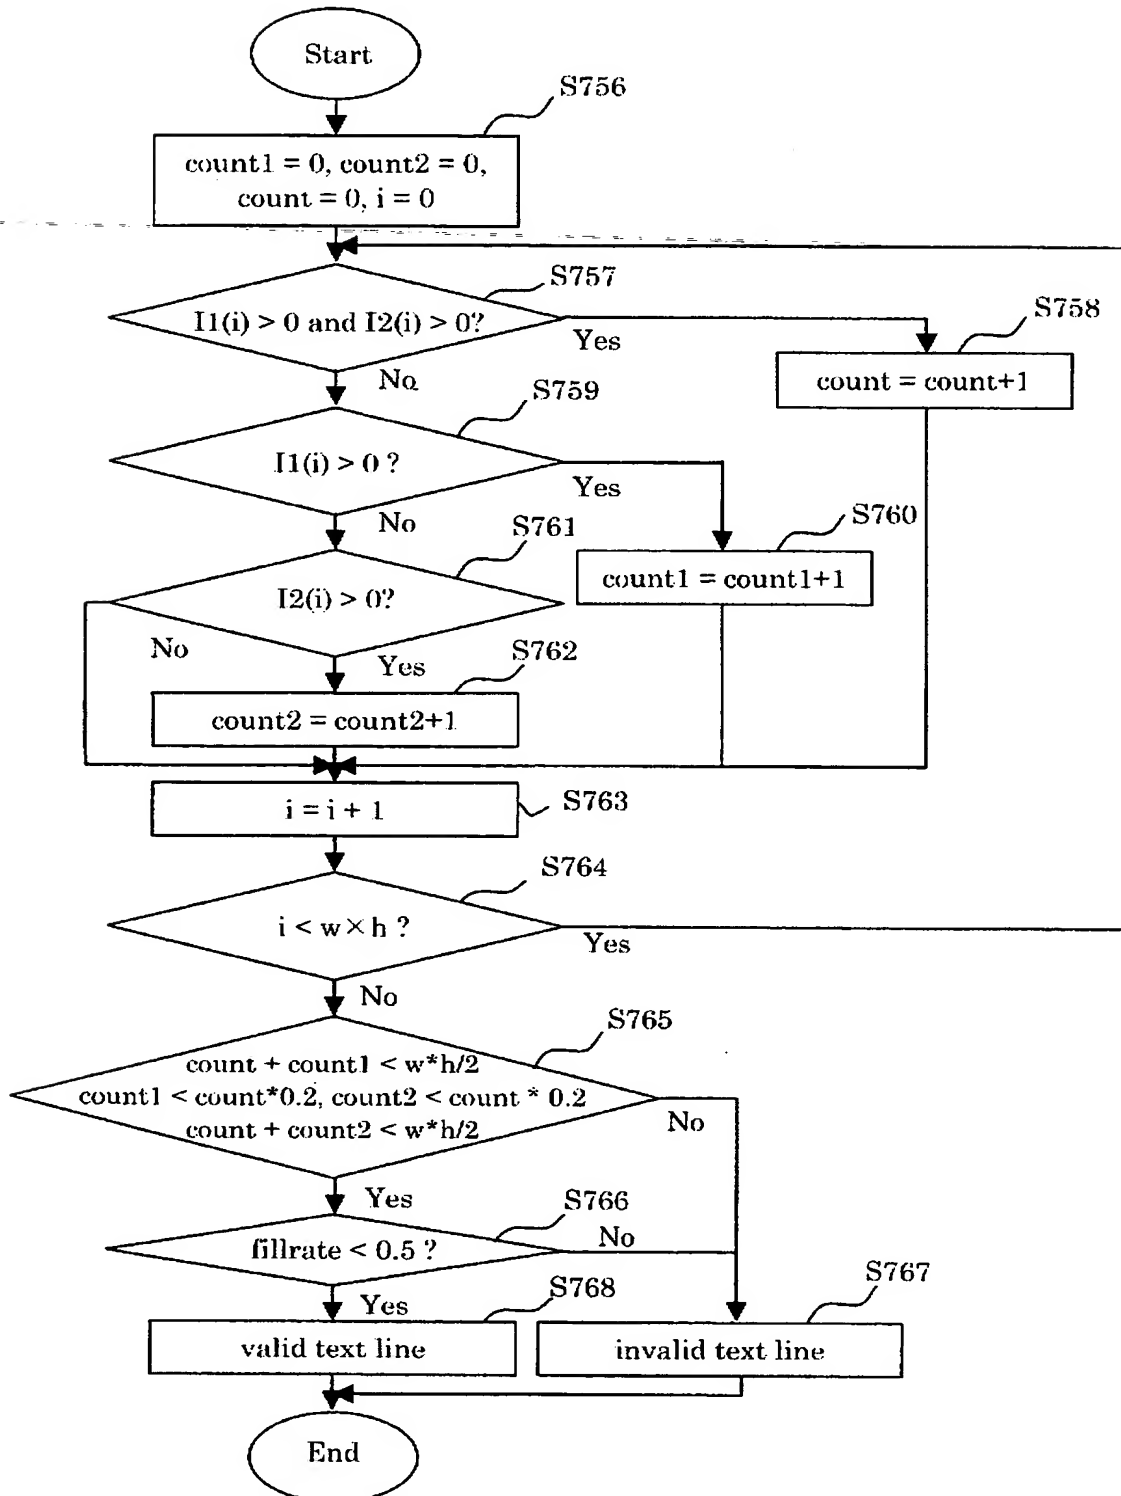 Start
S756
count1 = 0, count2 = 0,
count = 0, i = 0
S757
I1(i) > 0 and I2(i) > 0?
Yes
S758
count = count+1
No
S759
I1(i) > 0 ?
Yes
No
S760
count1 = count1+1
S761
I2(i) > 0?
No
Yes
S762
count2 = count2+1
i = i + 1
S763
S764
i < w×h ?
Yes
No
S765
count + count1 < w*h/2
count1 < count*0.2, count2 < count * 0.2
count + count2 < w*h/2
No
Yes
S766
fillrate < 0.5 ?
No
Yes
S768
valid text line
S767
invalid text line
End